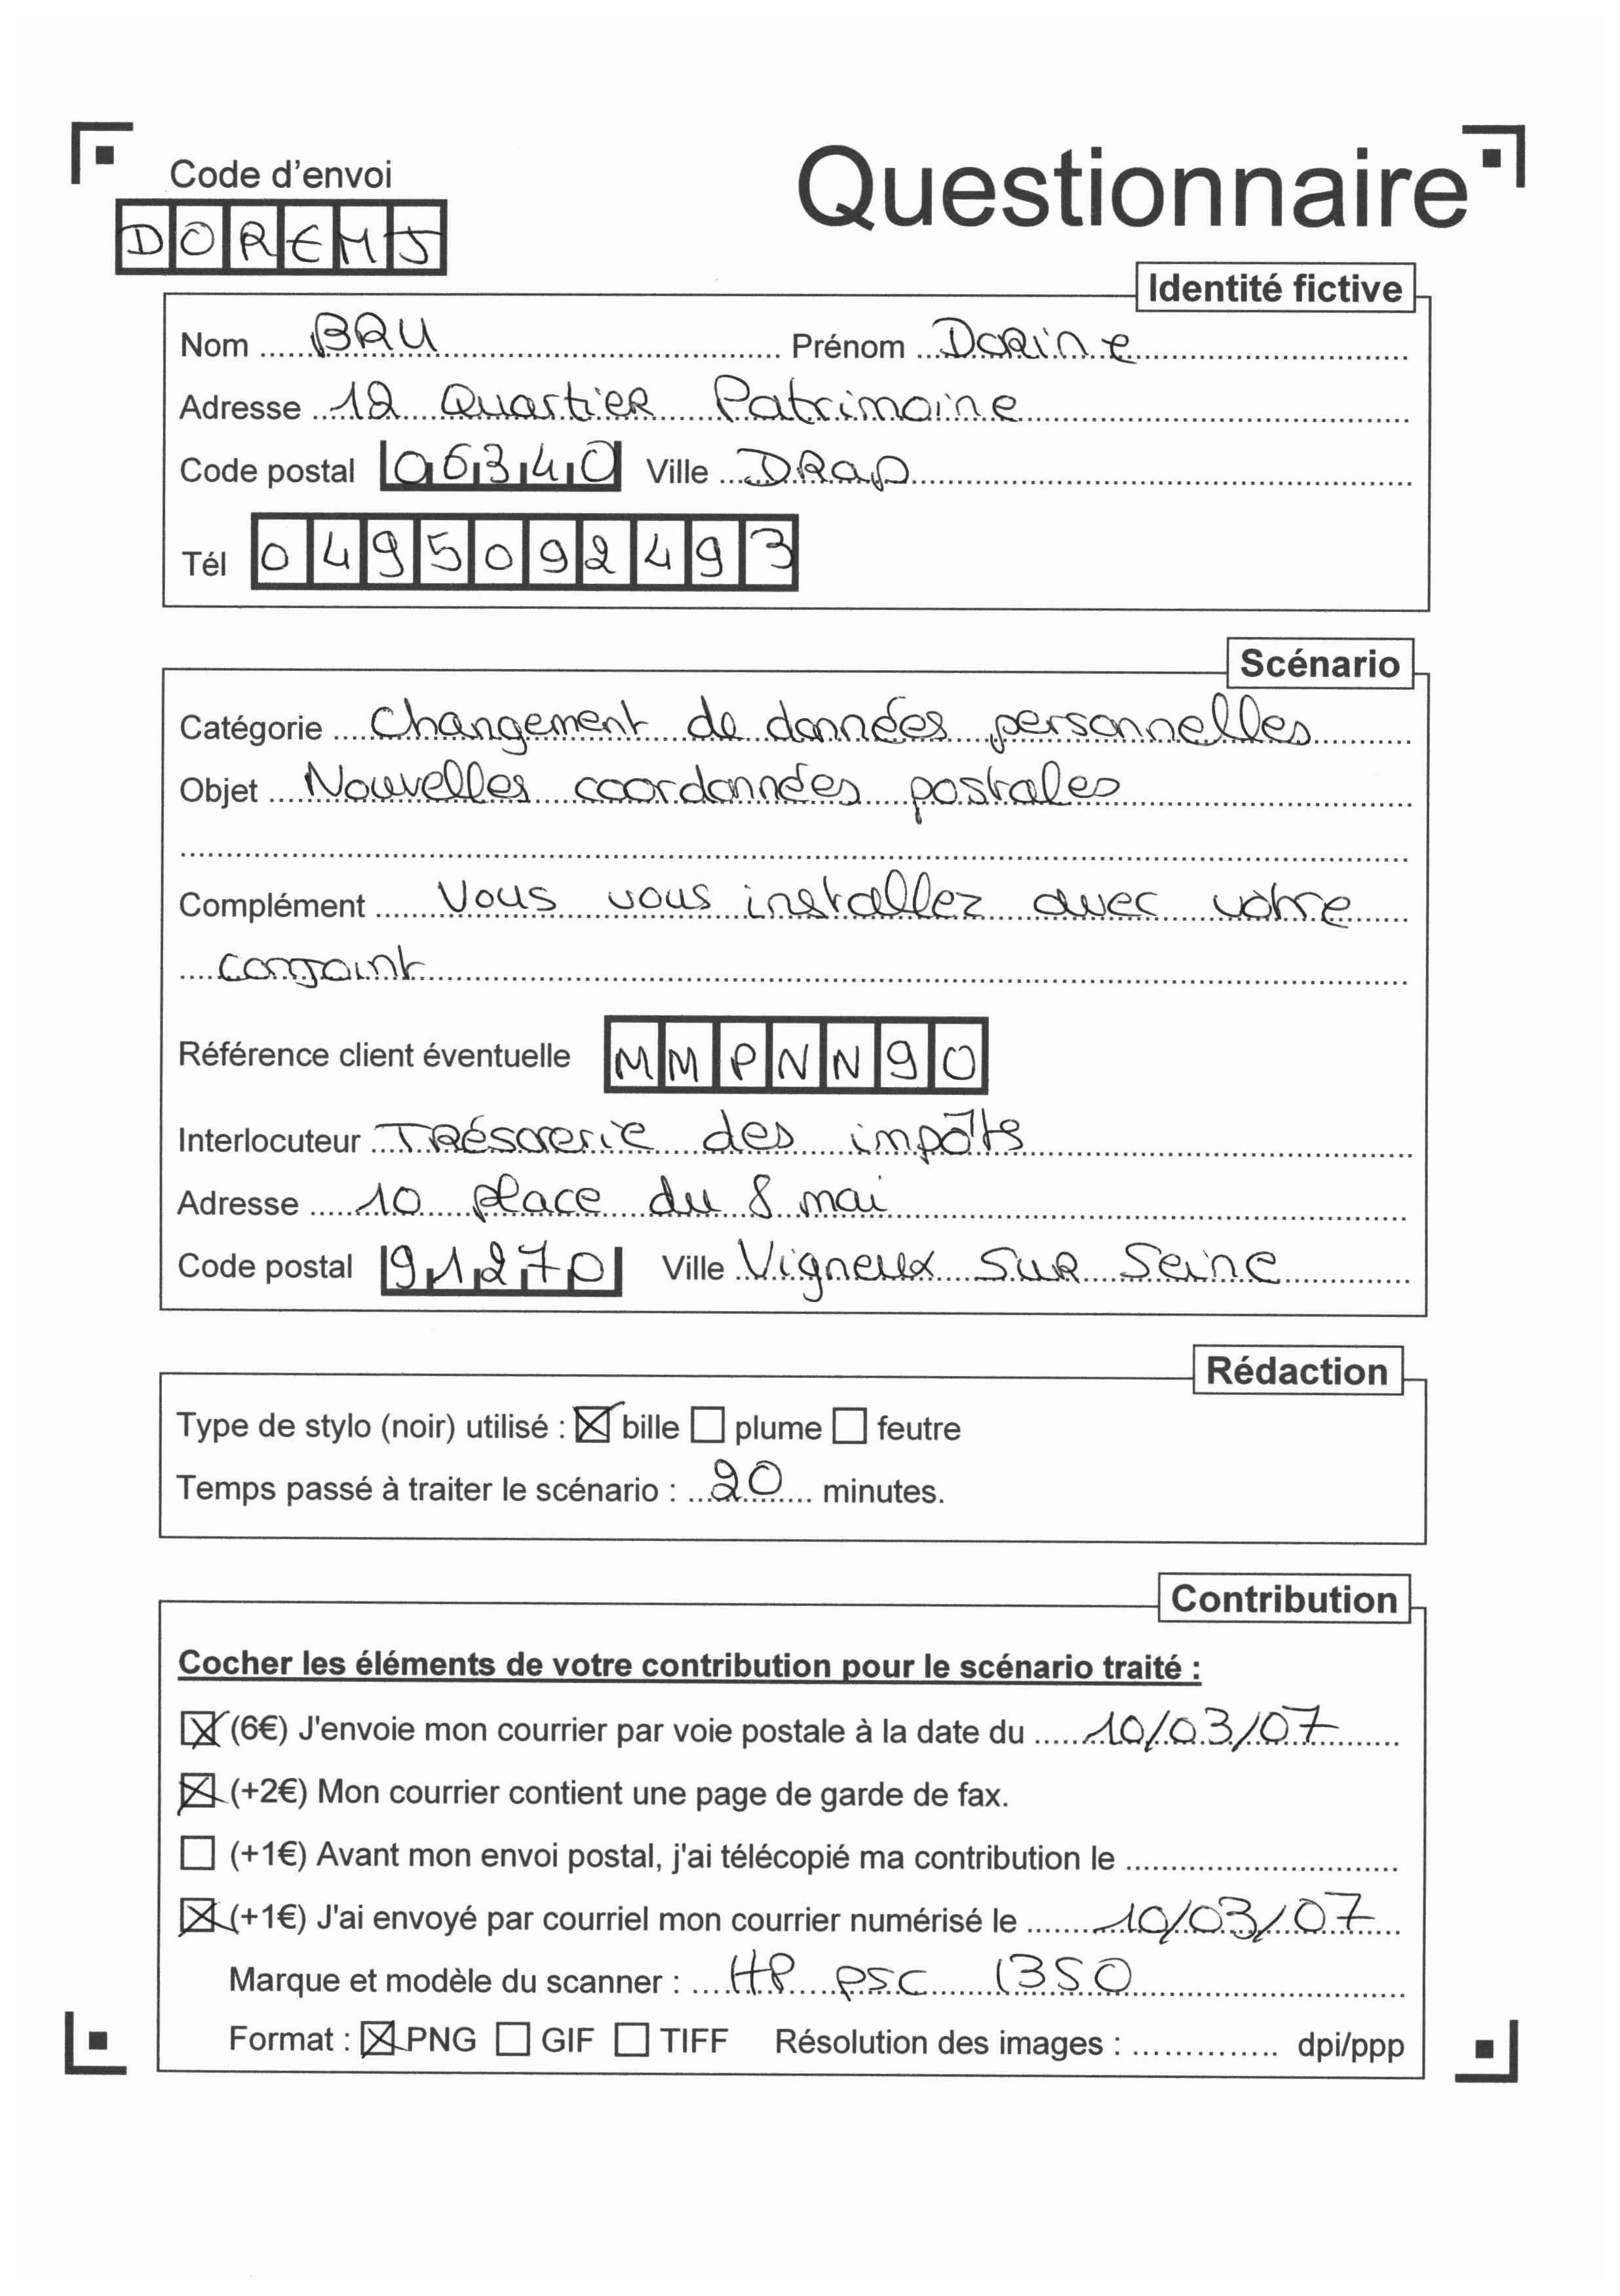 Code d'envoi
Questionnaire
DOREMJ
Identité fictive
Nom BRU Prénom Dorine
Adresse 12 Quartier Patrimoine
Code postal 06340 Ville DRap
Tél 0495092493
Scénario
Catégorie Changement de données personnelles
Objet Nouvelles coordonnées postales
Complément Vous vous installez avec votre
conjoint
Référence client éventuelle MMPNN90
Interlocuteur Trésorerie des impôts
Adresse 10 place du 8 mai
Code postal 91270 Ville Vigneux Sur Seine
Rédaction
Type de stylo (noir) utilisé : ☒ bille ☐ plume ☐ feutre
Temps passé à traiter le scénario : 20 minutes.
Contribution
Cocher les éléments de votre contribution pour le scénario traité :
☒ (6€) J'envoie mon courrier par voie postale à la date du 10/03/07
☒ (+2€) Mon courrier contient une page de garde de fax.
☐ (+1€) Avant mon envoi postal, j'ai télécopié ma contribution le
☒ (+1€) J'ai envoyé par courriel mon courrier numérisé le 10/03/07
Marque et modèle du scanner : HP psc 1350
Format : ☒ PNG ☐ GIF ☐ TIFF Résolution des images : dpi/ppp